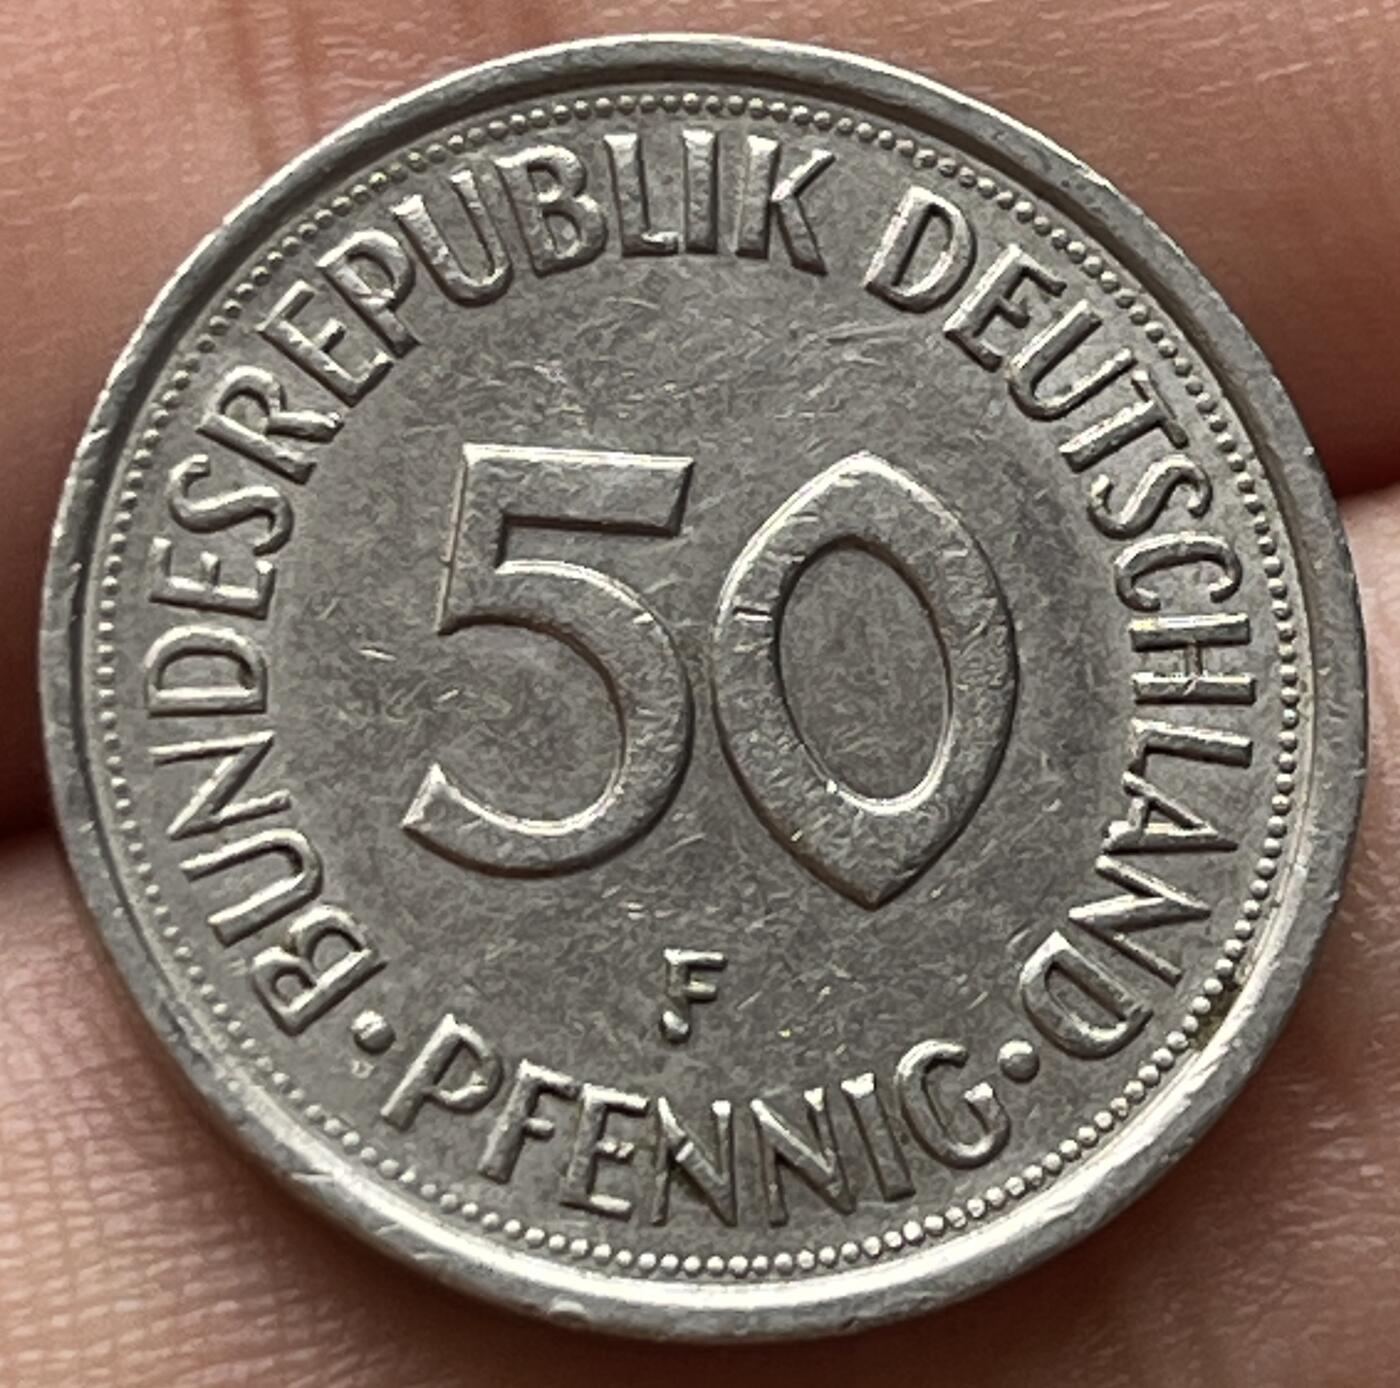 BUNDESREPUBLIK DEUTSCHLAND
50
F
· PFENNIG ·